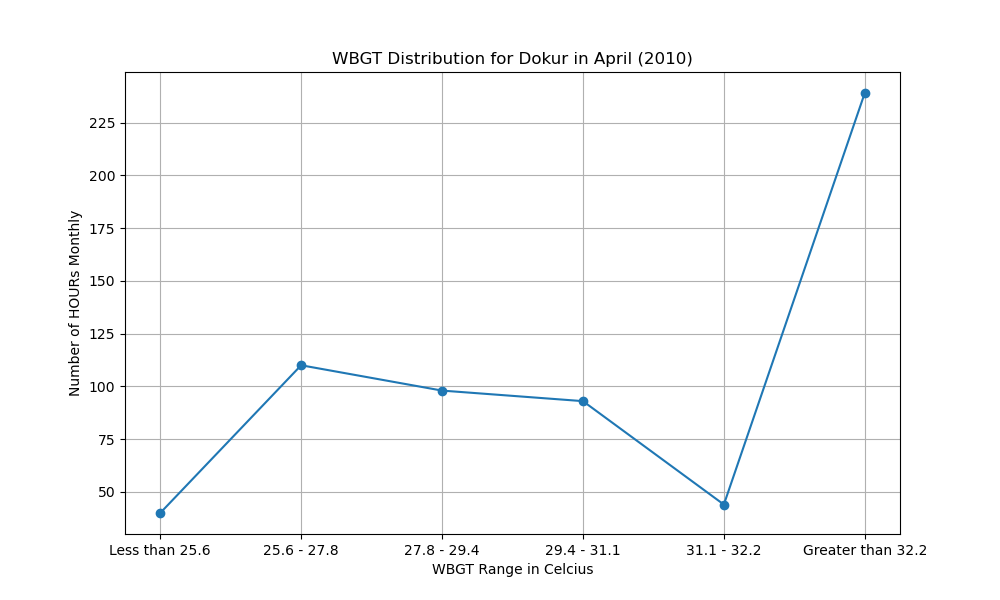 WBGT Distribution for Dokur in April (2010)
Number of HOURs Monthly
225
200
175
150
125
100
75
50
Less than 25.6
25.6 - 27.8
27.8 - 29.4
29.4 - 31.1
31.1 - 32.2
Greater than 32.2
WBGT Range in Celcius